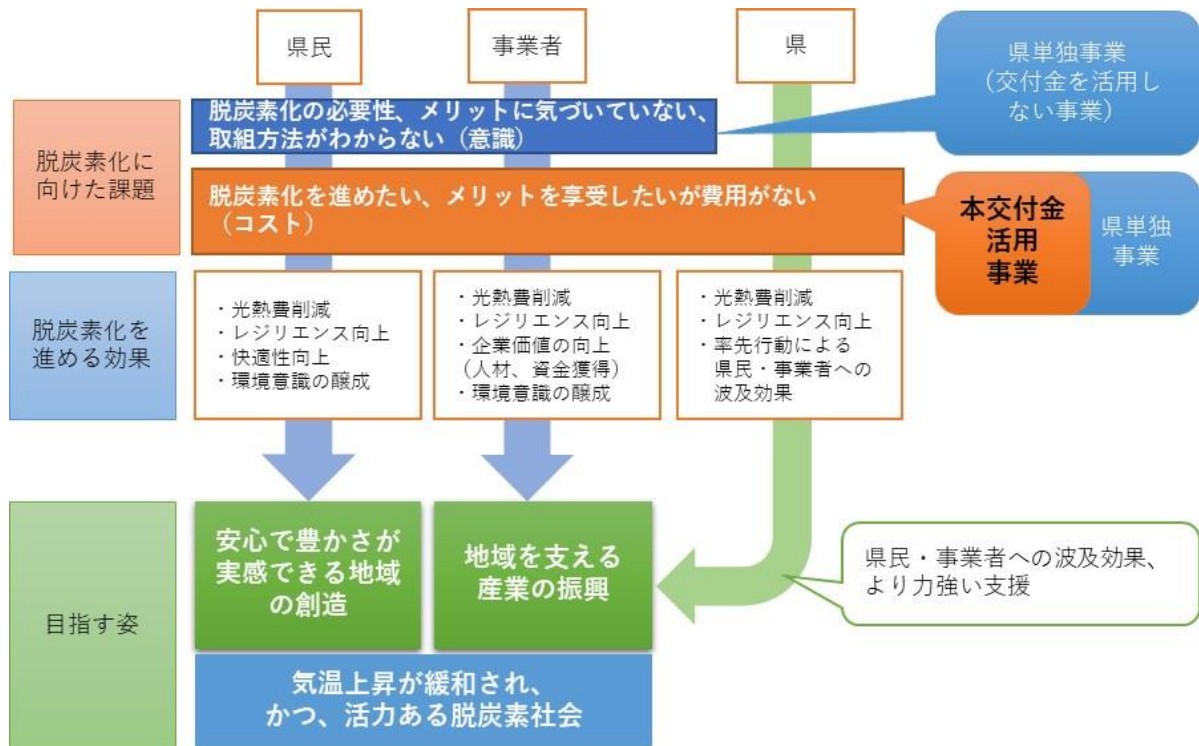 県民
事業者
県
県単独事業
（交付金を活用し
ない事業）
脱炭素化に
向けた課題
脱炭素化の必要性、メリットに気づいていない、
取組方法がわからない（意識）
脱炭素化を進めたい、メリットを享受したいが費用がない
（コスト）
本交付金
活用
事業
県単独
事業
脱炭素化を
進める効果
・光熱費削減
・レジリエンス向上
・快適性向上
・環境意識の醸成
・光熱費削減
・レジリエンス向上
・企業価値の向上
（人材、資金獲得）
・環境意識の醸成
・光熱費削減
・レジリエンス向上
・率先行動による
県民・事業者への
波及効果
目指す姿
安心で豊かさが
実感できる地域
の創造
地域を支える
産業の振興
県民・事業者への波及効果、
より力強い支援
気温上昇が緩和され、
かつ、活力ある脱炭素社会